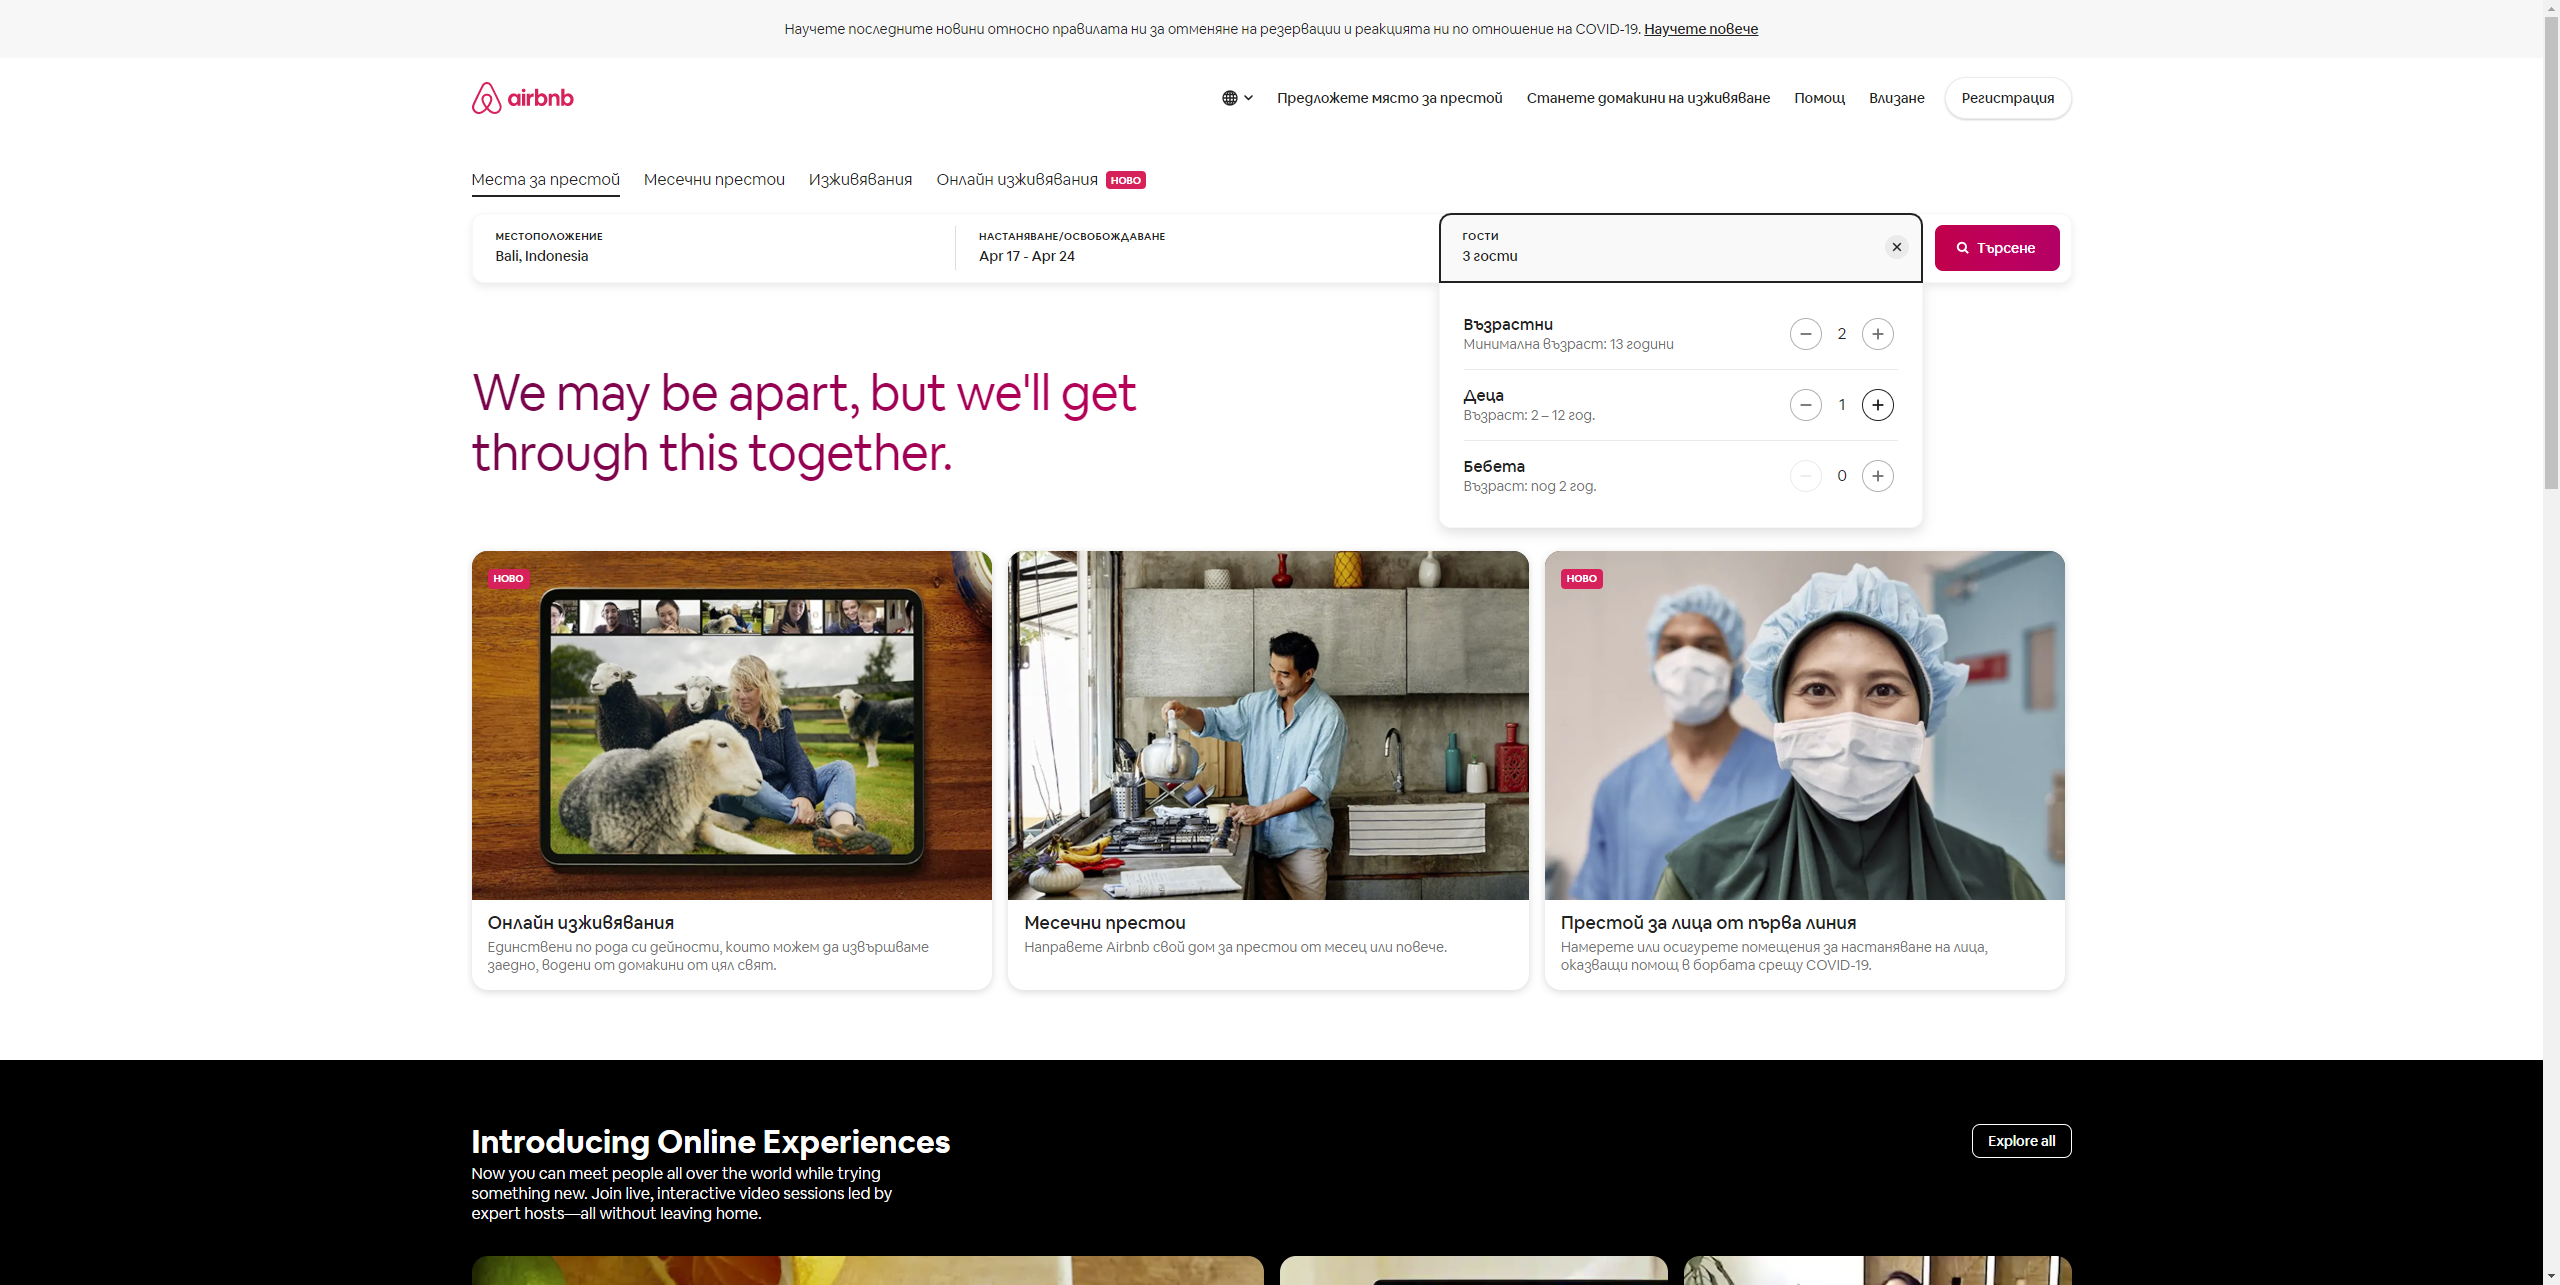 Научете последните новини относно правилата ни за отменяне на резервации и реакцията ни по отношение на COVID-19. Научете повече
airbnb
Предложете място за престой
Станете домакини на изживяване
Помощ
Влизане
Регистрация
Места за престой
Месечни престои
Изживявания
Онлайн изживявания
НОВО
МЕСТОПОЛОЖЕНИЕ
Bali, Indonesia
НАСТАНЯВАНЕ/ОСВОБОЖДАВАНЕ
Apr 17 - Apr 24
ГОСТИ
3 гости
Търсене
Възрастни
Минимална възраст: 13 години
2
Деца
Възраст: 2 – 12 год.
1
Бебета
Възраст: под 2 год.
0
We may be apart, but we'll get
through this together.
НОВО
Онлайн изживявания
Единствени по рода си дейности, които можем да извършваме
заедно, водени от домакини от цял свят.
Месечни престои
Направете Airbnb свой дом за престои от месец или повече.
НОВО
Престой за лица от първа линия
Намерете или осигурете помещения за настаняване на лица,
оказващи помощ в борбата срещу COVID-19.
Introducing Online Experiences
Now you can meet people all over the world while trying
something new. Join live, interactive video sessions led by
expert hosts—all without leaving home.
Explore all